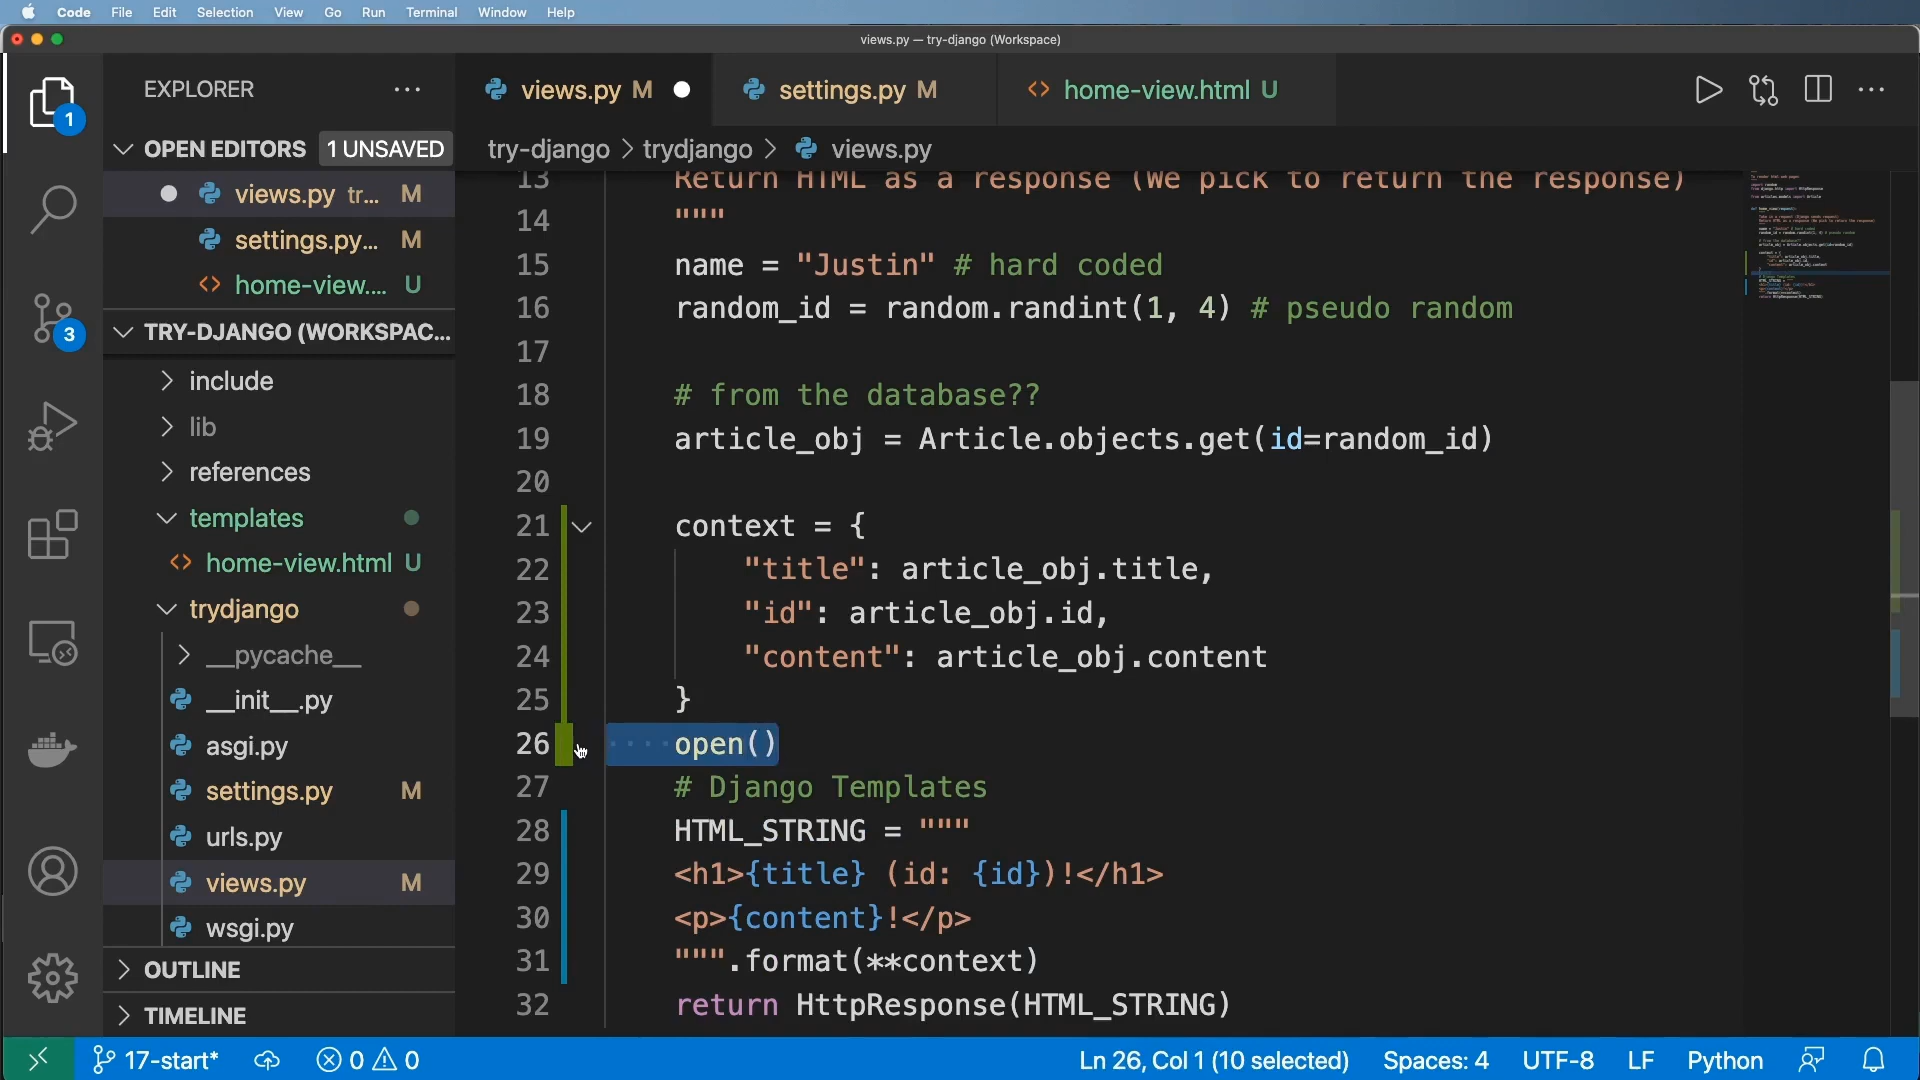 Code File Edit Selection View Go Run Terminal Window Help
views.py — try-django (Workspace)
EXPLORER
1
OPEN EDITORS 1 UNSAVED
views.py tr... M
settings.py... M
home-view.... U
3
TRY-DJANGO (WORKSPAC...
include
lib
references
templates
home-view.html U
trydjango
__pycache__
__init__.py
asgi.py
settings.py M
urls.py
views.py M
wsgi.py
OUTLINE
TIMELINE
views.py M
settings.py M
home-view.html U
try-django > trydjango > views.py
13 Return HTML as a response (We pick to return the response)
14 """
15 name = "Justin" # hard coded
16 random_id = random.randint(1, 4) # pseudo random
17
18 # from the database??
19 article_obj = Article.objects.get(id=random_id)
20
21 context = {
22 "title": article_obj.title,
23 "id": article_obj.id,
24 "content": article_obj.content
25 }
26 ····open()
27 # Django Templates
28 HTML_STRING = """
29 <h1>{title} (id: {id})!</h1>
30 <p>{content}!</p>
31 """.format(**context)
32 return HttpResponse(HTML_STRING)
17-start* 0 0 Ln 26, Col 1 (10 selected) Spaces: 4 UTF-8 LF Python